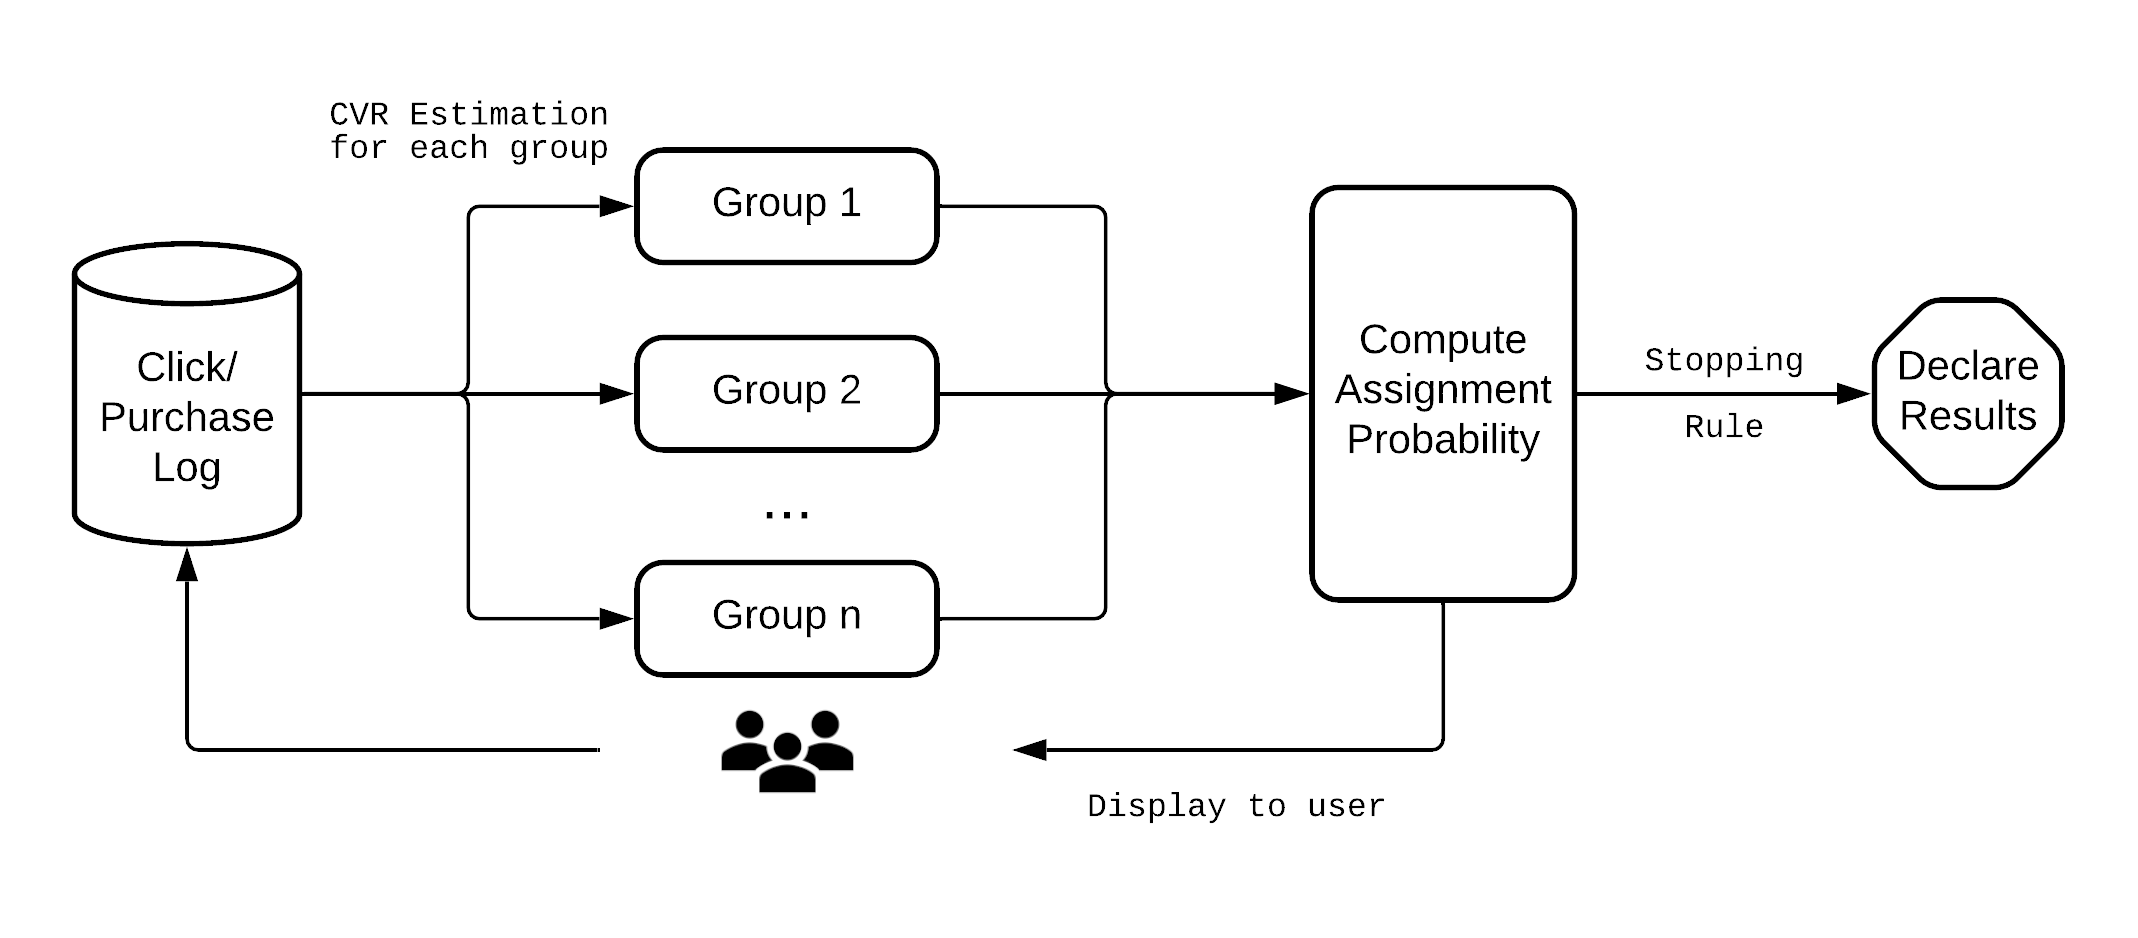 CVR Estimation
for each group
Group 1
Click/
Purchase
Log
Group 2
...
Group n
Compute
Assignment
Probability
Stopping
Rule
Declare
Results
Display to user